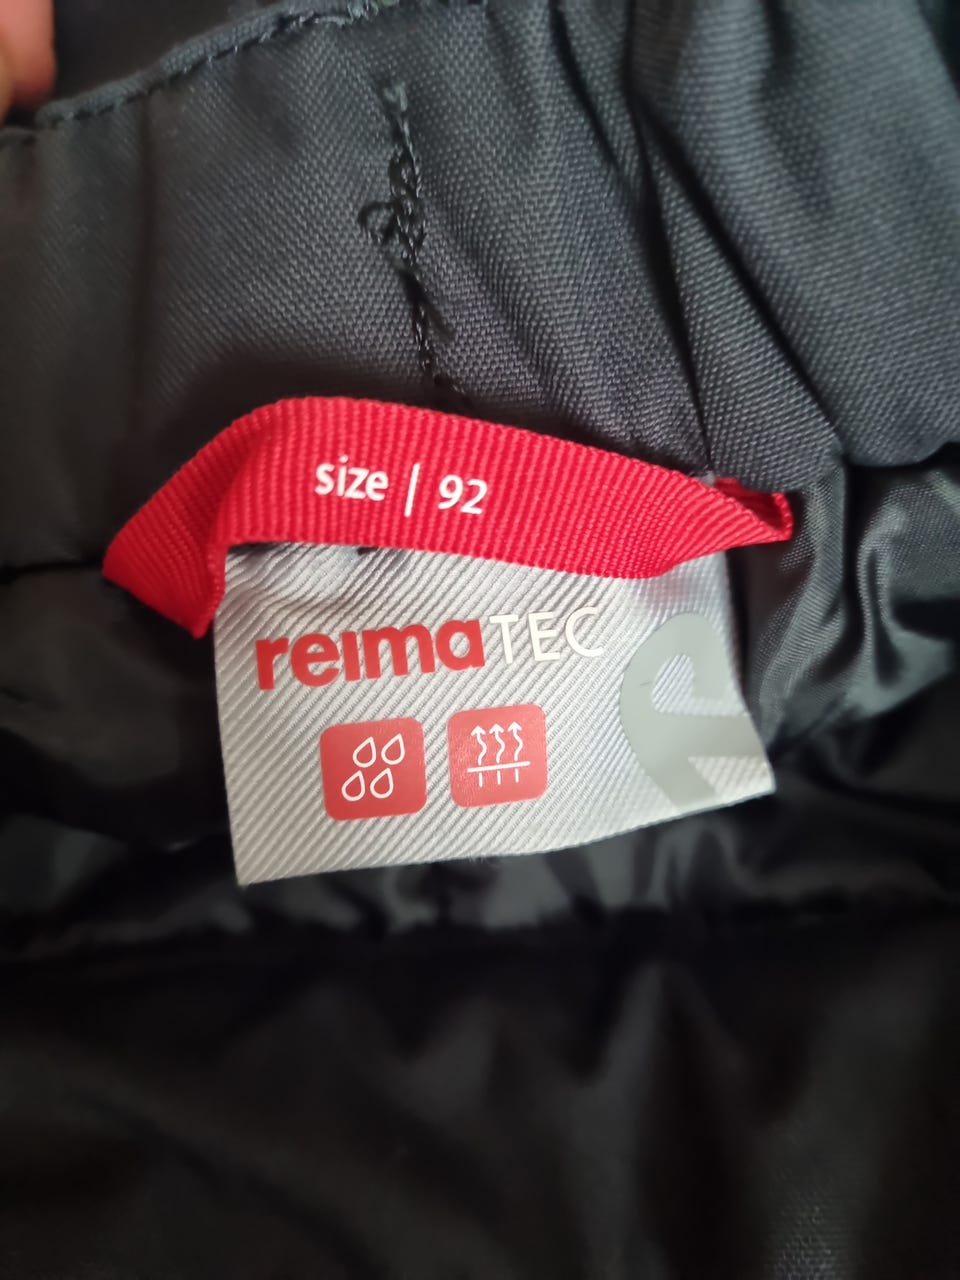 size | 92
reimaTEC